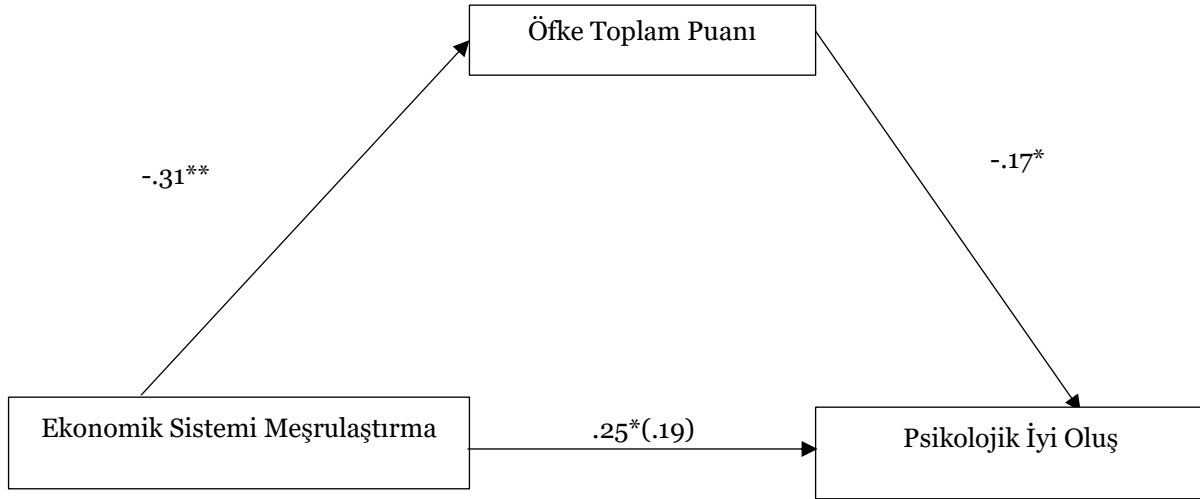 Öfke Toplam Puanı
-.31**
-.17*
Ekonomik Sistemi Meşrulaştırma
.25*(.19)
Psikolojik İyi Oluş